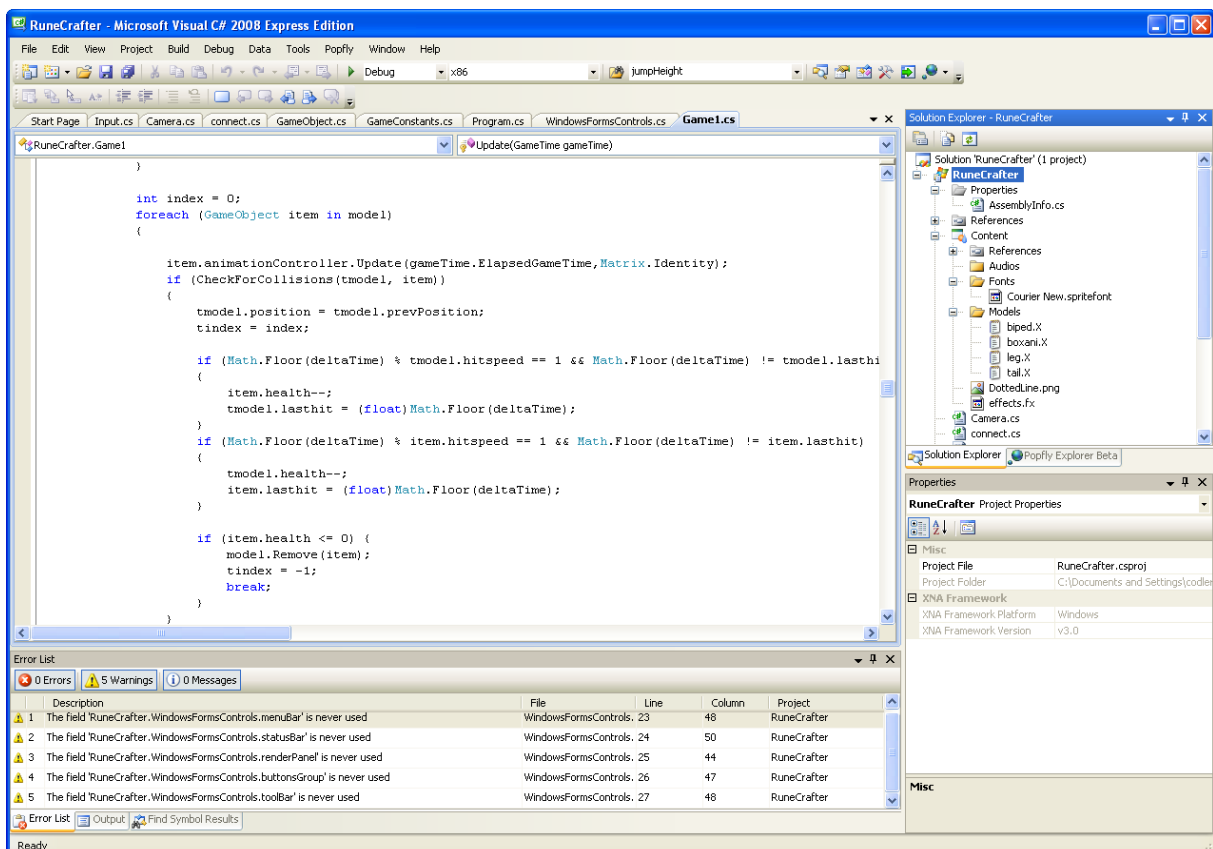 RuneCrafter - Microsoft Visual C# 2008 Express Edition
File Edit View Project Build Debug Data Tools Popfly Window Help
Debug x86 jumpHeight
Start Page Input.cs Camera.cs connect.cs GameObject.cs GameConstants.cs Program.cs WindowsFormsControls.cs Game1.cs
RuneCrafter.Game1 Update(GameTime gameTime)
}
int index = 0;
foreach (GameObject item in model)
{
item.animationController.Update(gameTime.ElapsedGameTime,Matrix.Identity);
if (CheckForCollisions(tmodel, item))
{
tmodel.position = tmodel.prevPosition;
tindex = index;
if (Math.Floor(deltaTime) % tmodel.hitspeed == 1 && Math.Floor(deltaTime) != tmodel.lasthi
{
item.health--;
tmodel.lasthit = (float)Math.Floor(deltaTime);
}
if (Math.Floor(deltaTime) % item.hitspeed == 1 && Math.Floor(deltaTime) != item.lasthit)
{
tmodel.health--;
item.lasthit = (float)Math.Floor(deltaTime);
}
if (item.health <= 0) {
model.Remove(item);
tindex = -1;
break;
}
}
Solution Explorer - RuneCrafter
Solution 'RuneCrafter' (1 project)
RuneCrafter
Properties
AssemblyInfo.cs
References
Content
References
Audios
Fonts
Courier New.spritefont
Models
biped.X
boxani.X
leg.X
tail.X
DottedLine.png
effects.fx
Camera.cs
connect.cs
Solution Explorer Popfly Explorer Beta
Properties
RuneCrafter Project Properties
Misc
Project File RuneCrafter.csproj
Project Folder C:\Documents and Settings\codler
XNA Framework
XNA Framework Platform Windows
XNA Framework Version v3.0
Misc
Error List
0 Errors 5 Warnings 0 Messages
Description File Line Column Project
1 The field 'RuneCrafter.WindowsFormsControls.menuBar' is never used WindowsFormsControls. 23 48 RuneCrafter
2 The field 'RuneCrafter.WindowsFormsControls.statusBar' is never used WindowsFormsControls. 24 50 RuneCrafter
3 The field 'RuneCrafter.WindowsFormsControls.renderPanel' is never used WindowsFormsControls. 25 44 RuneCrafter
4 The field 'RuneCrafter.WindowsFormsControls.buttonsGroup' is never used WindowsFormsControls. 26 47 RuneCrafter
5 The field 'RuneCrafter.WindowsFormsControls.toolBar' is never used WindowsFormsControls. 27 48 RuneCrafter
Error List Output Find Symbol Results
Ready